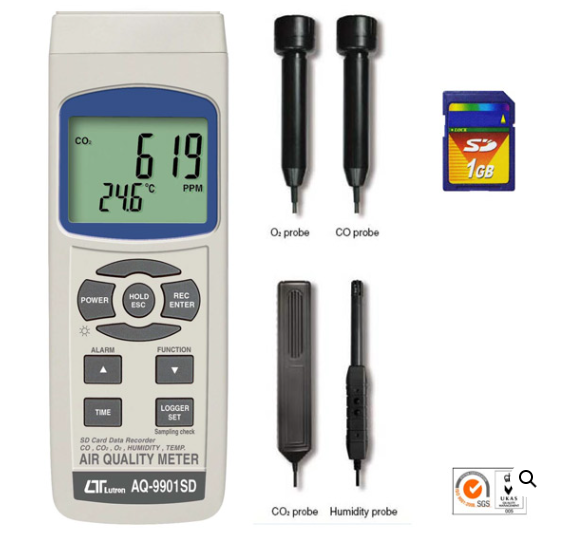 CO₂
619
24.6 °C
PPM
POWER
HOLD
ESC
REC
ENTER
ALARM
FUNCTION
TIME
LOGGER
SET
Sampling check
SD Card Data Recorder
CO, CO₂, O₂, HUMIDITY, TEMP.
AIR QUALITY METER
Lutron AQ-9901SD
O₂ probe
CO probe
CO₂ probe
Humidity probe
SD
1GB
SGS
UKAS